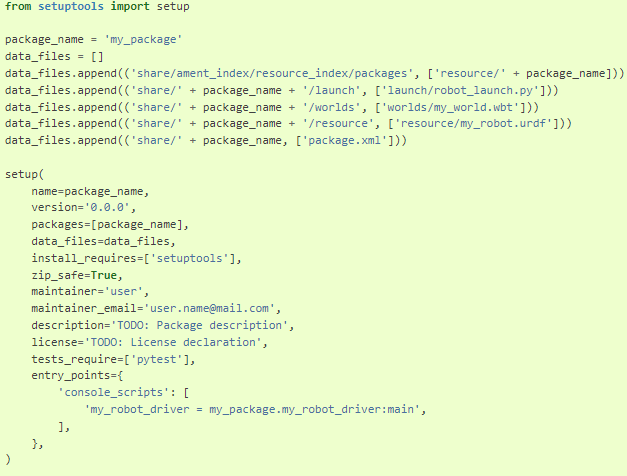 from setuptools import setup

package_name = 'my_package'
data_files = []
data_files.append(('share/ament_index/resource_index/packages', ['resource/' + package_name]))
data_files.append(('share/' + package_name + '/launch', ['launch/robot_launch.py']))
data_files.append(('share/' + package_name + '/worlds', ['worlds/my_world.wbt']))
data_files.append(('share/' + package_name + '/resource', ['resource/my_robot.urdf']))
data_files.append(('share/' + package_name, ['package.xml']))

setup(
    name=package_name,
    version='0.0.0',
    packages=[package_name],
    data_files=data_files,
    install_requires=['setuptools'],
    zip_safe=True,
    maintainer='user',
    maintainer_email='user.name@mail.com',
    description='TODO: Package description',
    license='TODO: License declaration',
    tests_require=['pytest'],
    entry_points={
        'console_scripts': [
            'my_robot_driver = my_package.my_robot_driver:main',
        ],
    },
)